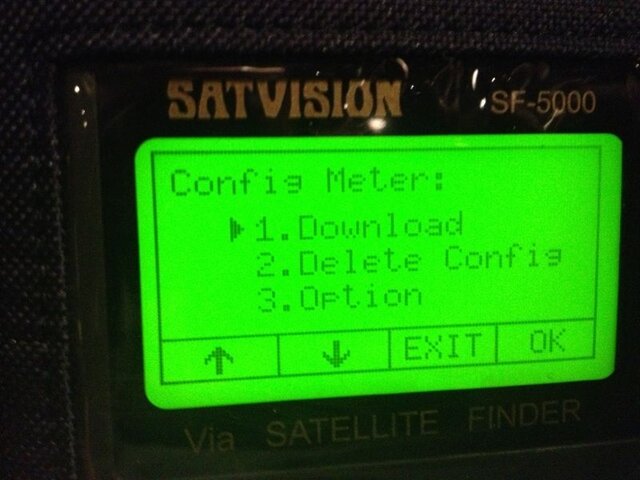 SATVISION SF-5000
Config Meter:
1.Download
2.Delete Config
3.Option
↑ ↓ EXIT OK
Via SATELLITE FINDER